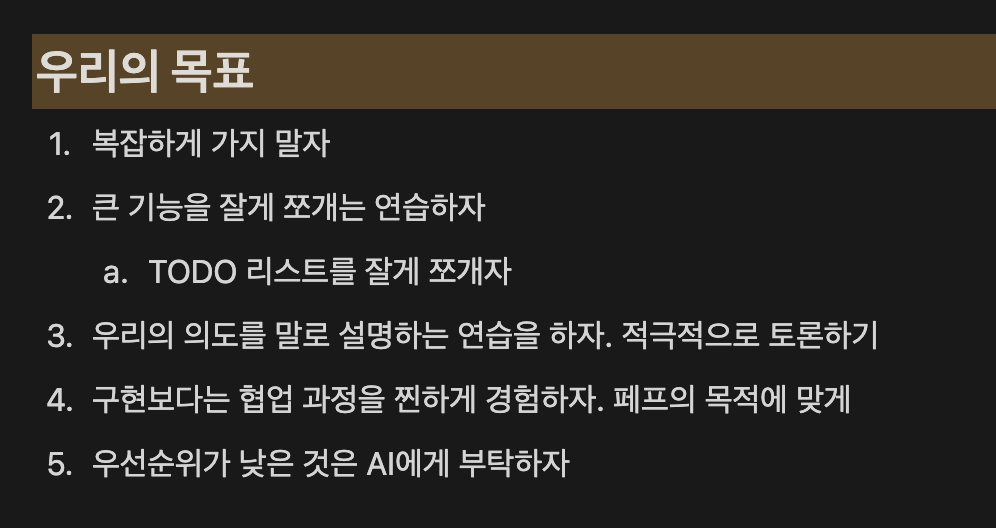 우리의 목표
1. 복잡하게 가지 말자
2. 큰 기능을 잘게 쪼개는 연습하자
a. TODO 리스트를 잘게 쪼개자
3. 우리의 의도를 말로 설명하는 연습을 하자. 적극적으로 토론하기
4. 구현보다는 협업 과정을 찐하게 경험하자. 페프의 목적에 맞게
5. 우선순위가 낮은 것은 AI에게 부탁하자